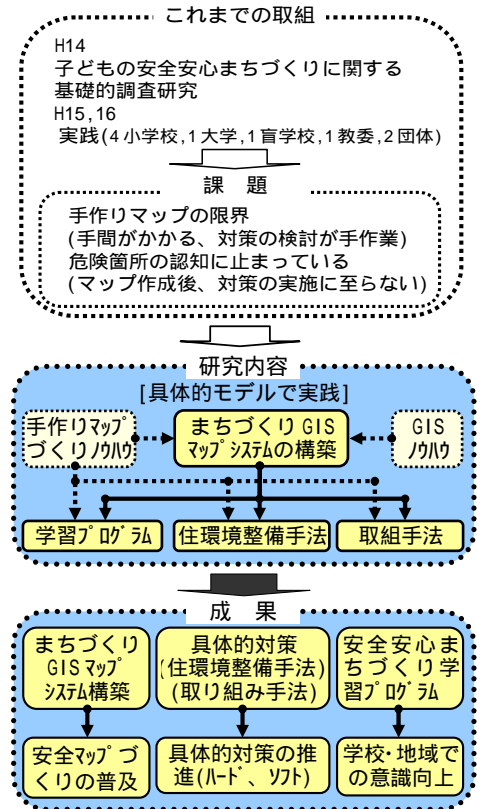 これまでの取組
H14
子どもの安全安心まちづくりに関する
基礎的調査研究
H15,16
実践(4小学校,1大学,1盲学校,1教委,2団体)
課　題
手作りマップの限界
(手間がかかる、対策の検討が手作業)
危険箇所の認知に止まっている
(マップ作成後、対策の実施に至らない)
研究内容
[具体的モデルで実践]
手作りﾏｯﾌﾟ
づくりﾉｳﾊｳ
まちづくりGIS
ﾏｯﾌﾟｼｽﾃﾑの構築
GIS
ﾉｳﾊｳ
学習ﾌﾟﾛｸﾞﾗﾑ
住環境整備手法
取組手法
成　果
まちづくり
GISﾏｯﾌﾟ
ｼｽﾃﾑ構築
具体的対策
(住環境整備手法)
(取り組み手法)
安全安心ま
ちづくり学
習ﾌﾟﾛｸﾞﾗﾑ
安全ﾏｯﾌﾟづ
くりの普及
具体的対策の推
進(ﾊｰﾄﾞ、ｿﾌﾄ)
学校･地域で
の意識向上